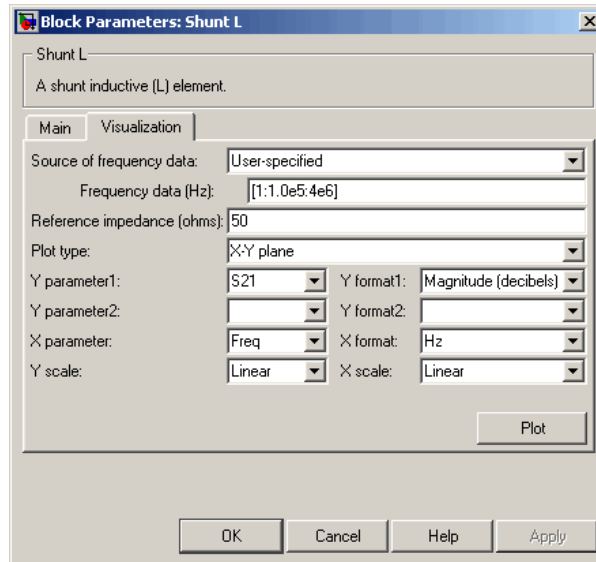 Block Parameters: Shunt L
Shunt L
A shunt inductive (L) element.
Main Visualization
Source of frequency data: User-specified
Frequency data (Hz): [1:1.0e5:4e6]
Reference impedance (ohms): 50
Plot type: X-Y plane
Y parameter1: S21 Y format1: Magnitude (decibels)
Y parameter2: Y format2:
X parameter: Freq X format: Hz
Y scale: Linear X scale: Linear
Plot
OK Cancel Help Apply